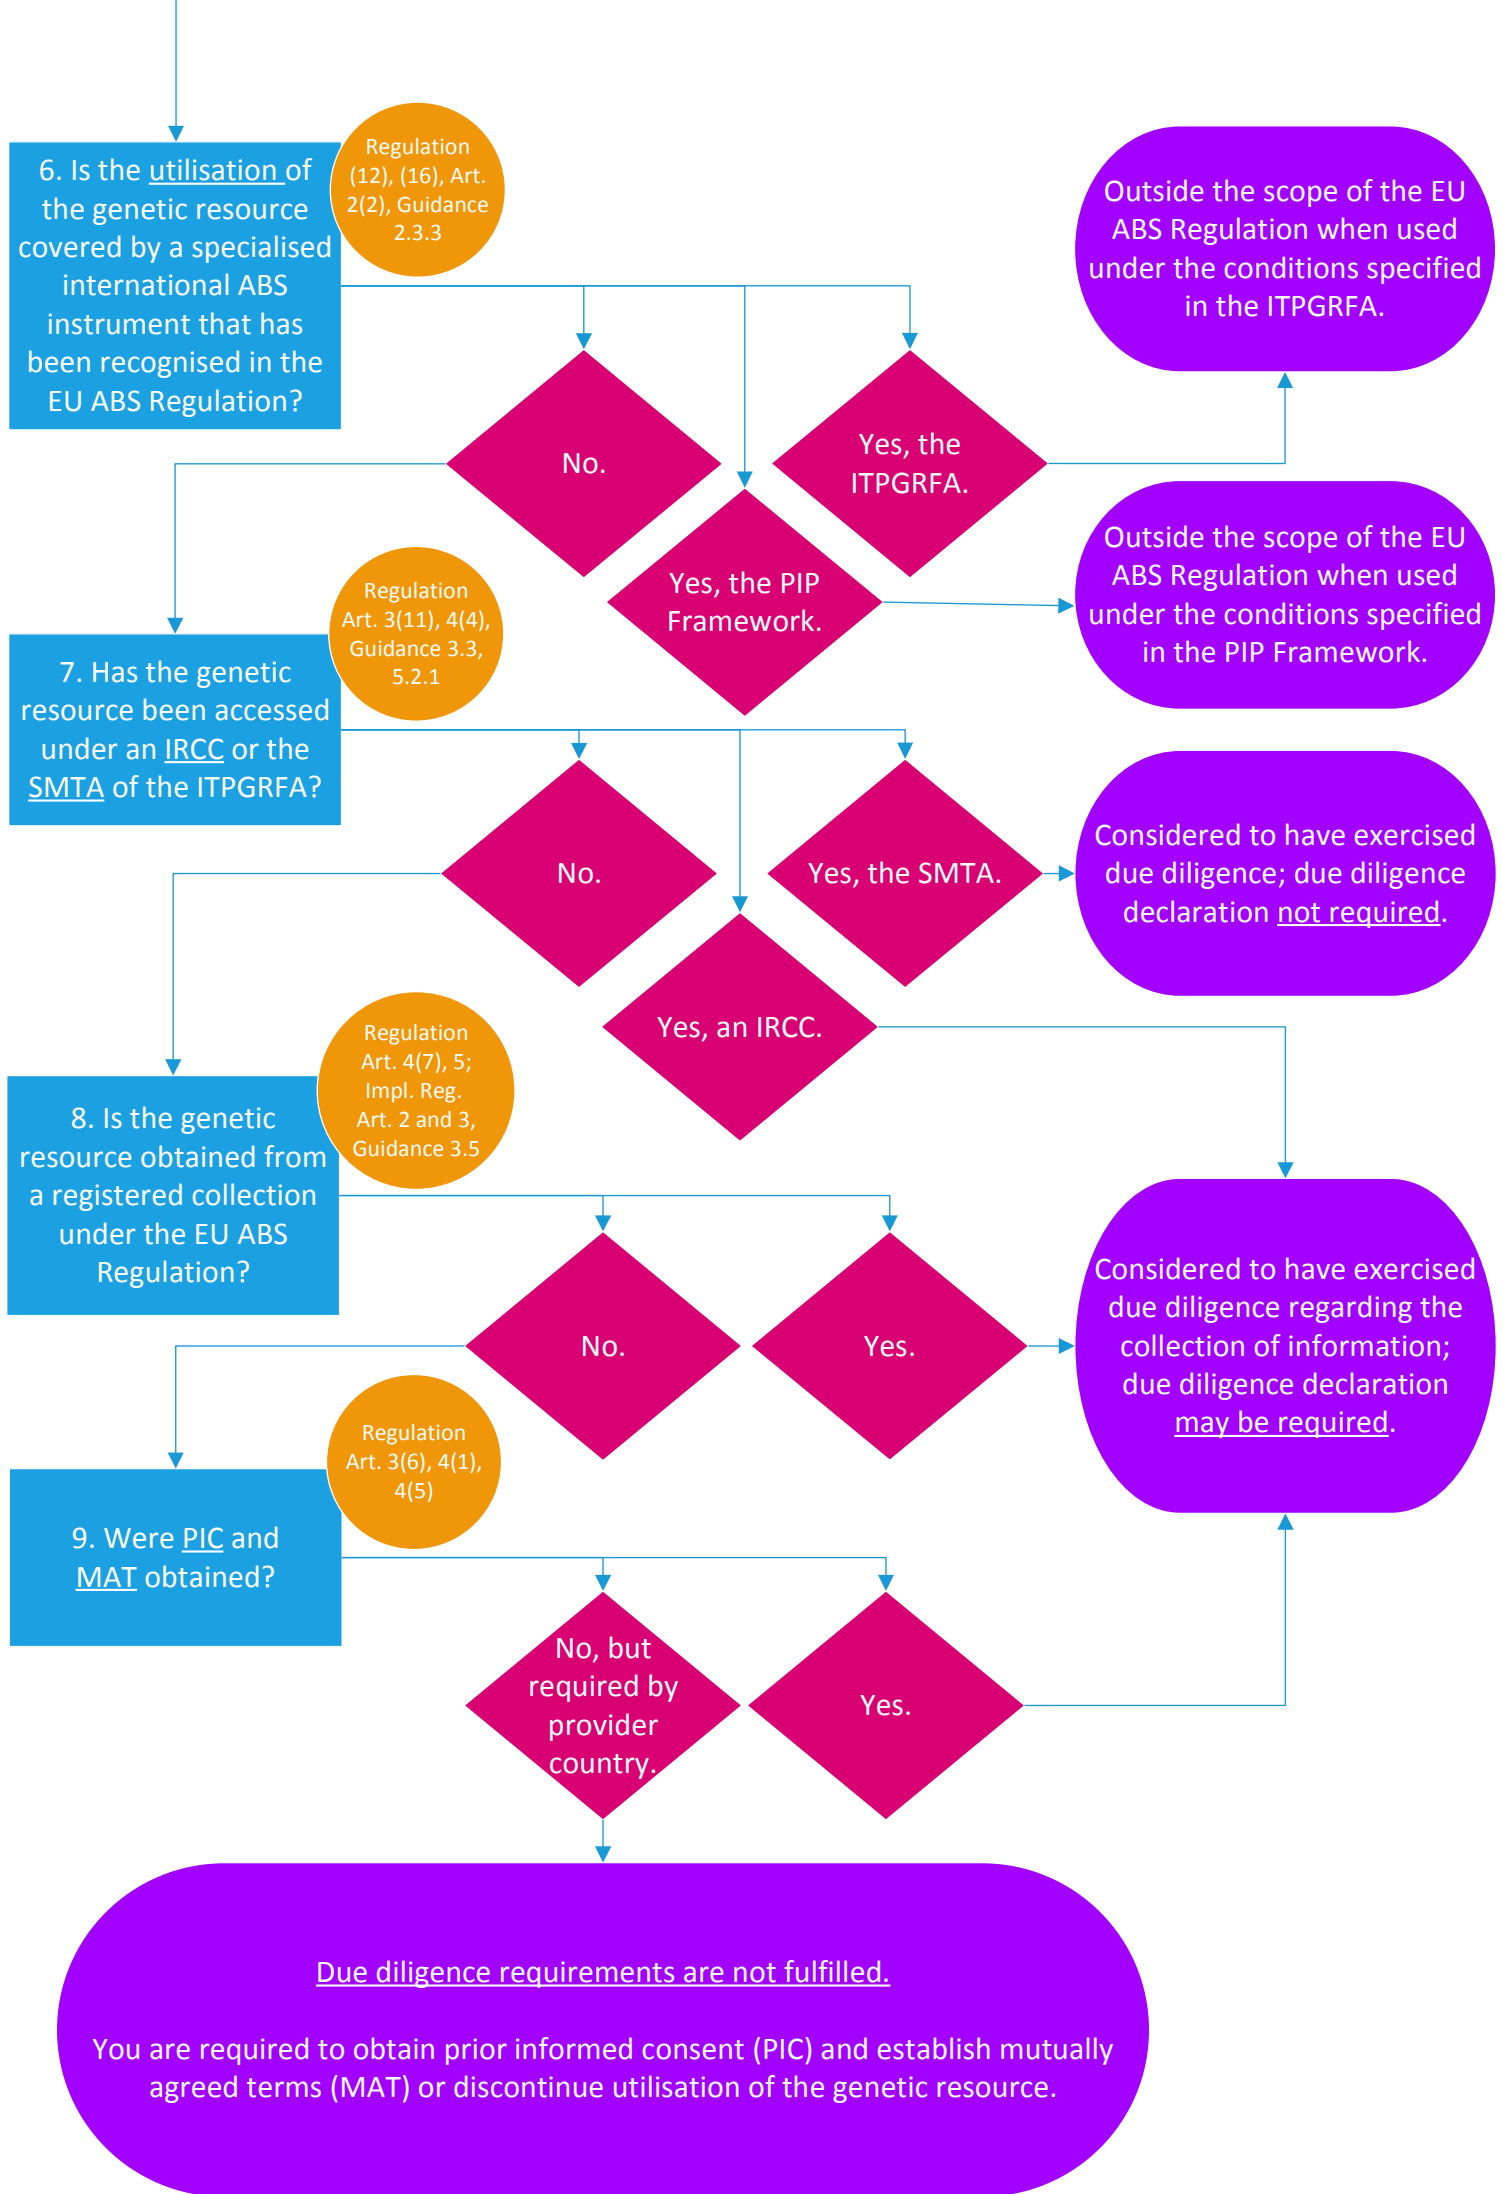 6. Is the utilisation of
the genetic resource
covered by a specialised
international ABS
instrument that has
been recognised in the
EU ABS Regulation?
Regulation
(12), (16), Art.
2(2), Guidance
2.3.3
No.
Yes, the PIP
Framework.
Yes, the
ITPGRFA.
Outside the scope of the EU
ABS Regulation when used
under the conditions specified
in the ITPGRFA.
Outside the scope of the EU
ABS Regulation when used
under the conditions specified
in the PIP Framework.
7. Has the genetic
resource been accessed
under an IRCC or the
SMTA of the ITPGRFA?
Regulation
Art. 3(11), 4(4),
Guidance 3.3,
5.2.1
No.
Yes, an IRCC.
Yes, the SMTA.
Considered to have exercised
due diligence; due diligence
declaration not required.
8. Is the genetic
resource obtained from
a registered collection
under the EU ABS
Regulation?
Regulation
Art. 4(7), 5;
Impl. Reg.
Art. 2 and 3,
Guidance 3.5
No.
Yes.
Considered to have exercised
due diligence regarding the
collection of information;
due diligence declaration
may be required.
9. Were PIC and
MAT obtained?
Regulation
Art. 3(6), 4(1),
4(5)
No, but
required by
provider
country.
Yes.
Due diligence requirements are not fulfilled.
You are required to obtain prior informed consent (PIC) and establish mutually
agreed terms (MAT) or discontinue utilisation of the genetic resource.